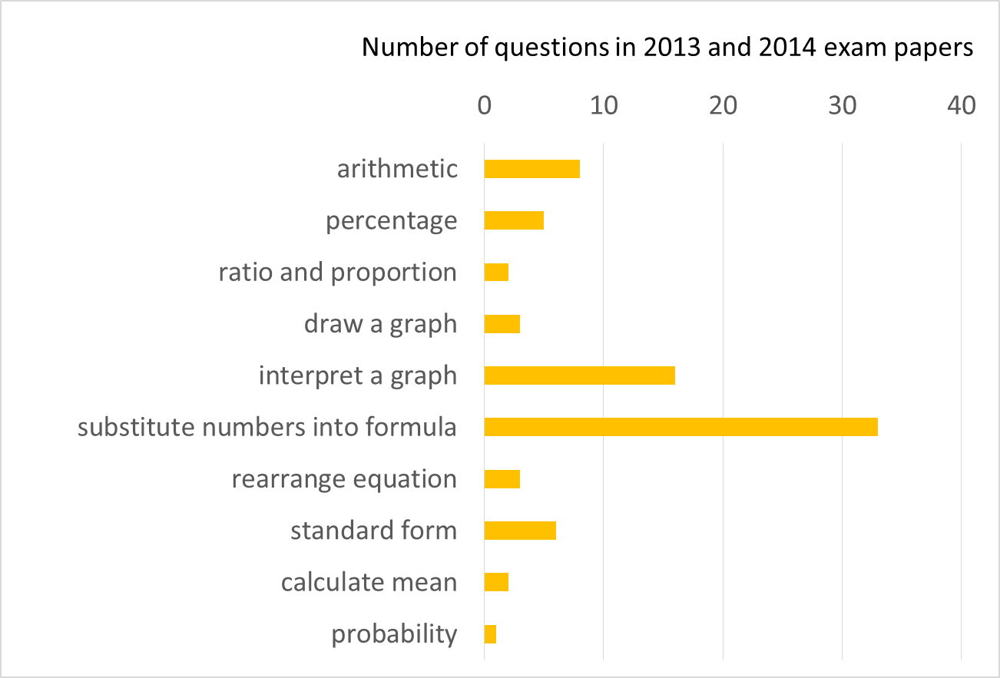 Number of questions in 2013 and 2014 exam papers
0 10 20 30 40
arithmetic
percentage
ratio and proportion
draw a graph
interpret a graph
substitute numbers into formula
rearrange equation
standard form
calculate mean
probability